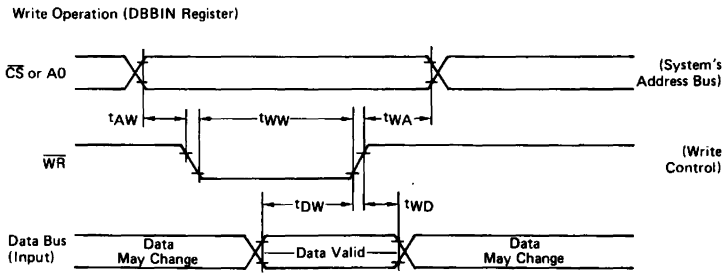 Write Operation (DBBIN Register)
CS or A0
(System's
Address Bus)
tAW
tWW
tWA
WR
(Write
Control)
tDW
tWD
Data Bus
(Input)
Data
May Change
Data Valid
Data
May Change